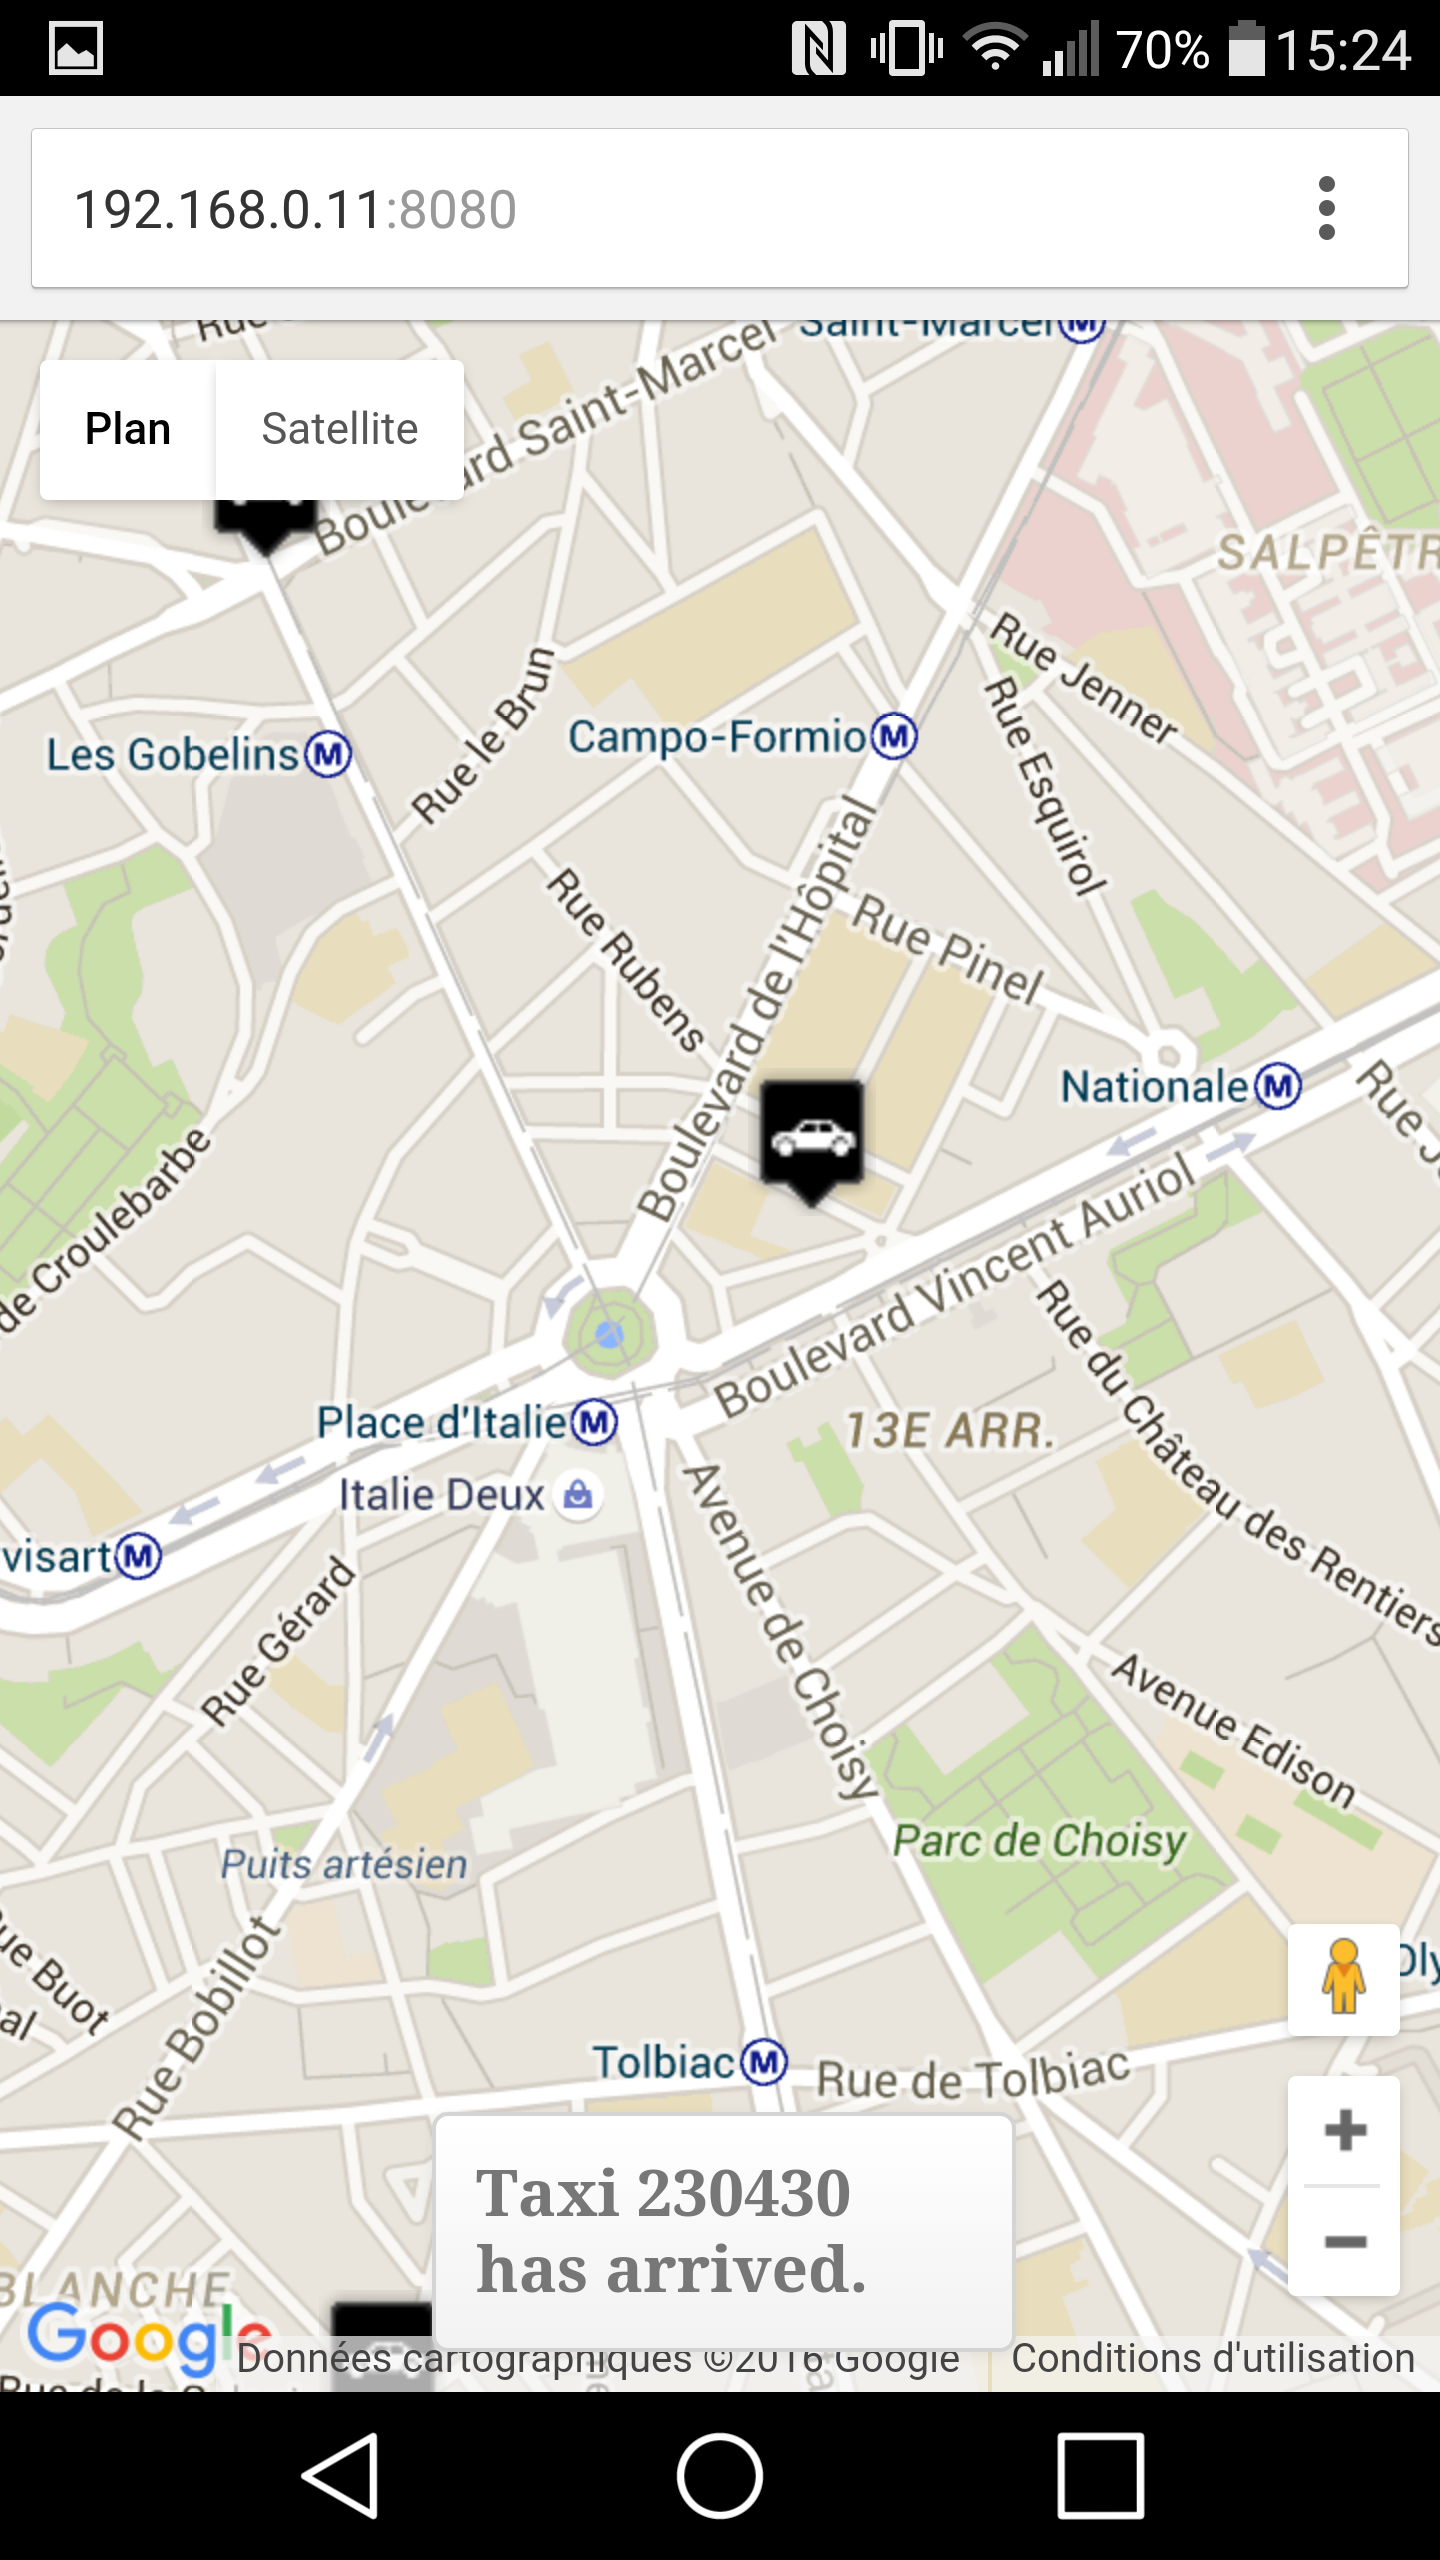 70% 15:24
192.168.0.11:8080
Saint-Marcel
Plan Satellite
Boulevard Saint-Marcel
SALPÊTR
Rue Jenner
Rue le Brun
Campo-Formio
Les Gobelins
Rue Esquirol
Boulevard de l'Hôpital
Rue Rubens
Rue Pinel
Nationale
de Croulebarbe
Boulevard Vincent Auriol
Rue du Château des Rentiers
Place d'Italie
13E ARR.
Italie Deux
visart
Avenue de Choisy
Rue Gérard
Avenue Edison
Parc de Choisy
Puits artésien
Rue Buot
Rue Bobillot
Oly
Tolbiac
Rue de Tolbiac
Taxi 230430
has arrived.
BLANCHE
Google
Données cartographiques ©2016 Google
Conditions d'utilisation